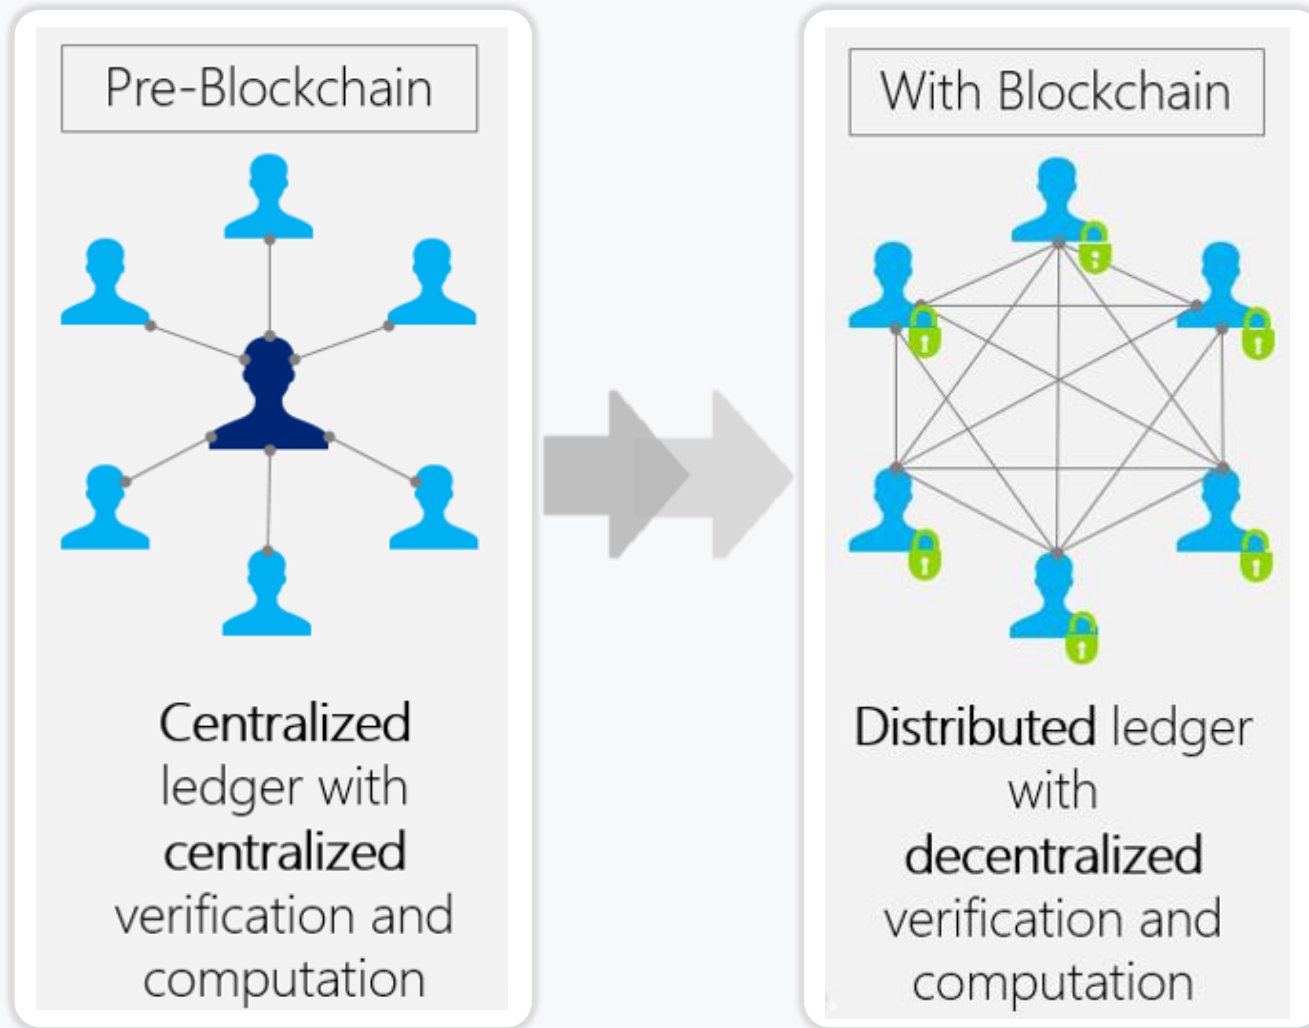 Pre-Blockchain
Centralized
ledger with
centralized
verification and
computation
With Blockchain
Distributed ledger
with
decentralized
verification and
computation